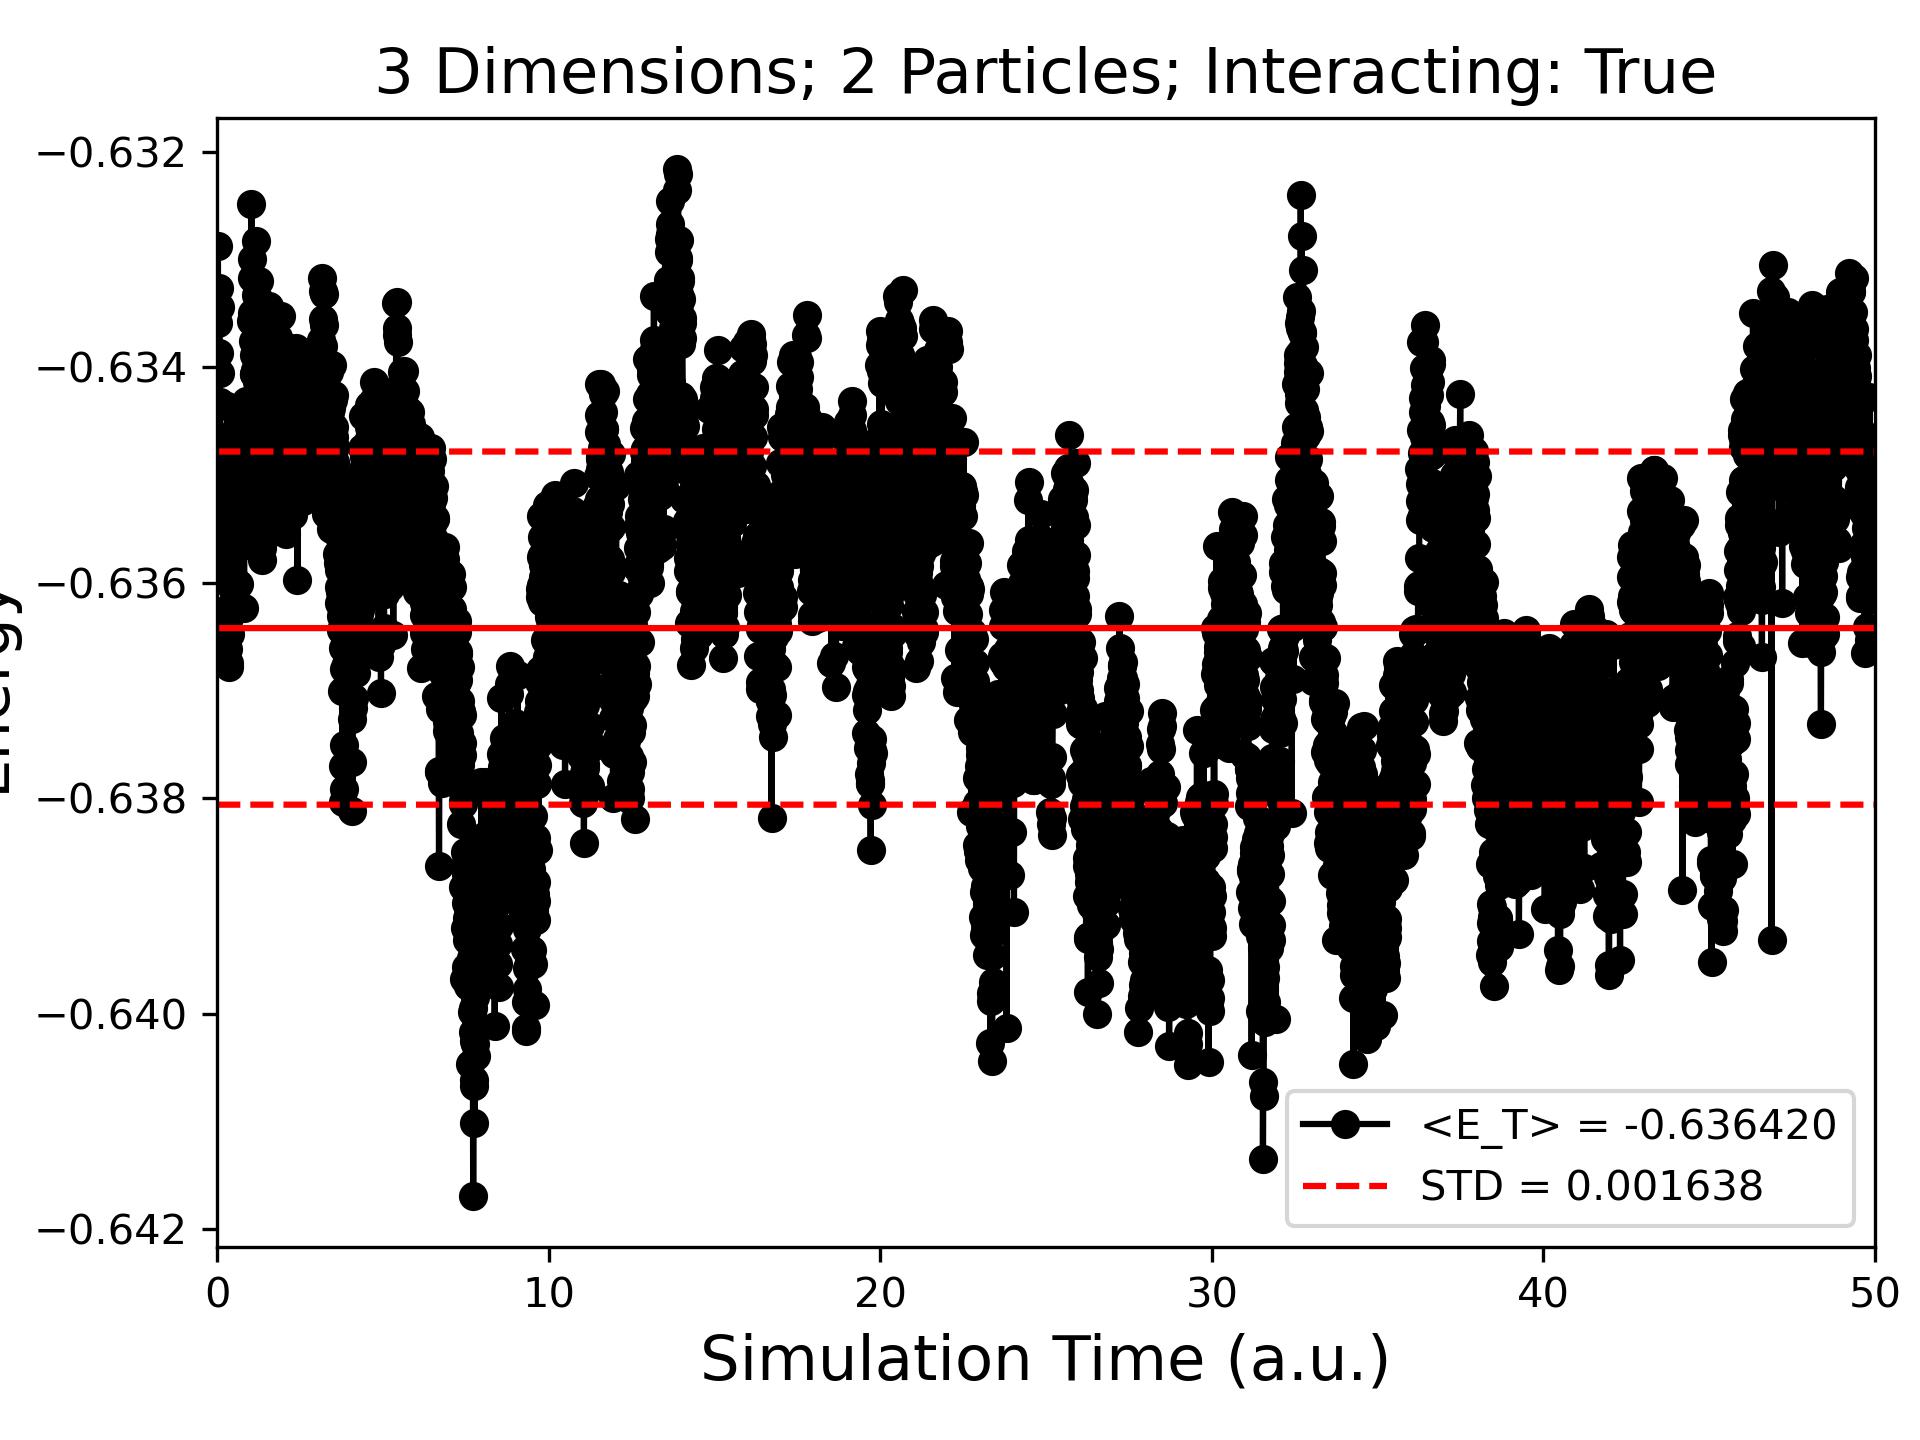 3 Dimensions; 2 Particles; Interacting: True
−0.632
−0.634
−0.636
−0.638
−0.640
−0.642
Energy
<E_T> = -0.636420
STD = 0.001638
0 10 20 30 40 50
Simulation Time (a.u.)